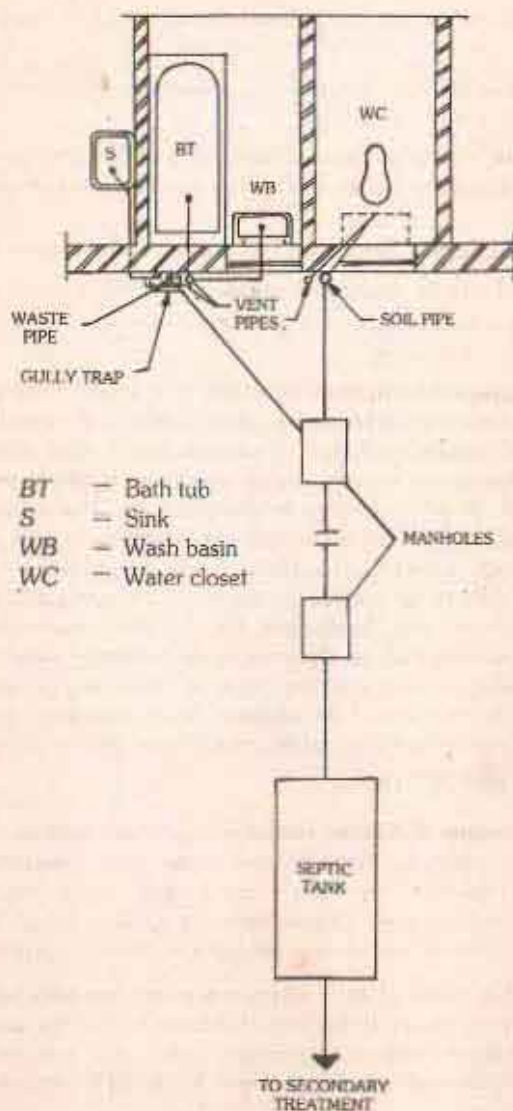 WC
S
BT
WB
WASTE
PIPE
VENT
PIPES
SOIL PIPE
GULLY TRAP
BT — Bath tub
S — Sink
WB — Wash basin
WC — Water closet
MANHOLES
SEPTIC
TANK
TO SECONDARY
TREATMENT